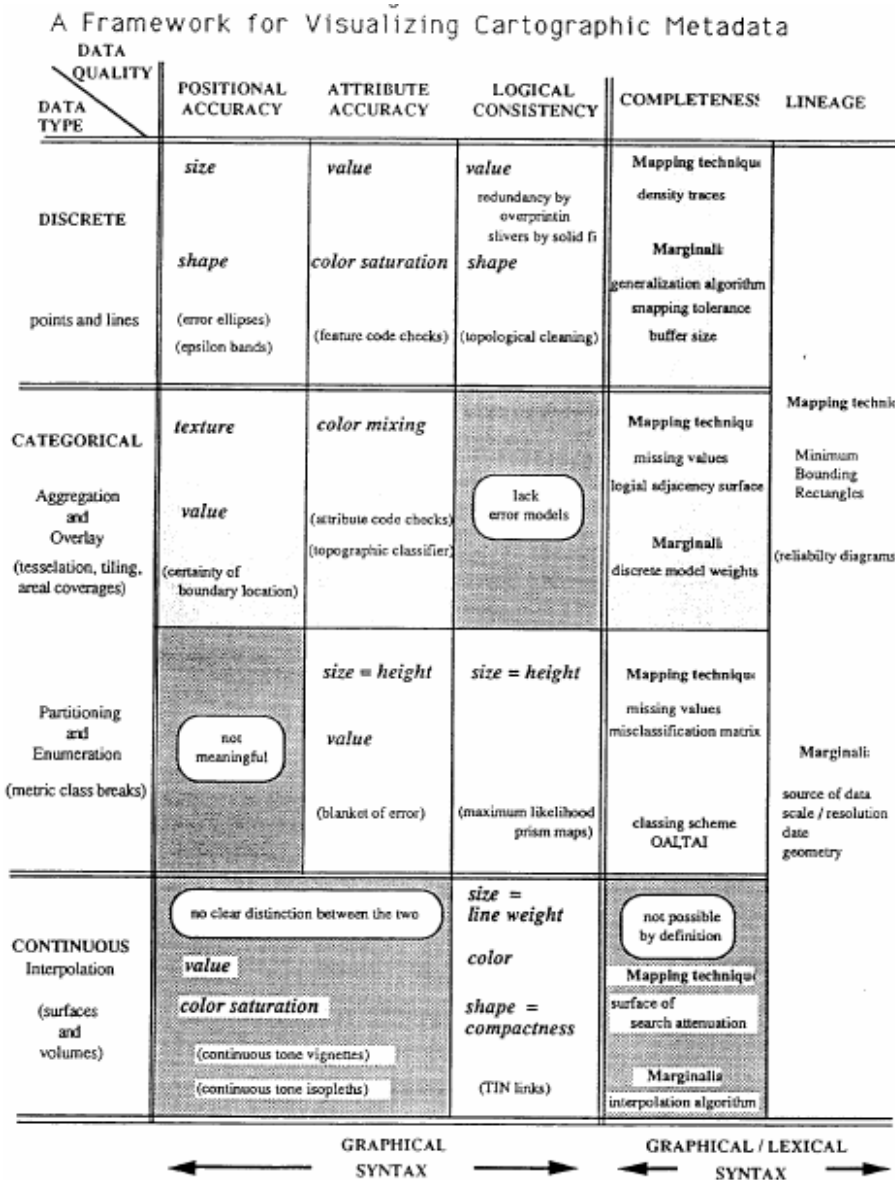 A Framework for Visualizing Cartographic Metadata
DATA
QUALITY
DATA
TYPE
POSITIONAL
ACCURACY
ATTRIBUTE
ACCURACY
LOGICAL
CONSISTENCY
COMPLETENES
LINEAGE
DISCRETE
points and lines
size
shape
(error ellipses)
(epsilon bands)
value
color saturation
(feature code checks)
value
redundancy by
overprintin
slivers by solid fi
shape
(topological cleaning)
Mapping technique
density traces
Marginali
generalization algorithm
snapping tolerance
buffer size
CATEGORICAL
Aggregation
and
Overlay
(tesselation, tiling,
areal coverages)
texture
value
(certainty of
boundary location)
color mixing
(attribute code checks)
(topographic classifier)
lack
error models
Mapping techniqu
missing values
logial adjacency surface
Marginali
discrete model weights
Partitioning
and
Enumeration
(metric class breaks)
not
meaningful
size = height
value
(blanket of error)
size = height
(maximum likelihood
prism maps)
Mapping technique
missing values
misclassification matrix
classing scheme
OAI,TAI
CONTINUOUS
Interpolation
(surfaces
and
volumes)
no clear distinction between the two
value
color saturation
(continuous tone vignettes)
(continuous tone isopleths)
size =
line weight
color
shape =
compactness
(TIN links)
not possible
by definition
Mapping technique
surface of
search attenuation
Marginalia
interpolation algorithm
Mapping technic
Minimum
Bounding
Rectangles
(reliabilty diagrams
Marginali
source of data
scale / resolution
date
geometry
GRAPHICAL
SYNTAX
GRAPHICAL / LEXICAL
SYNTAX